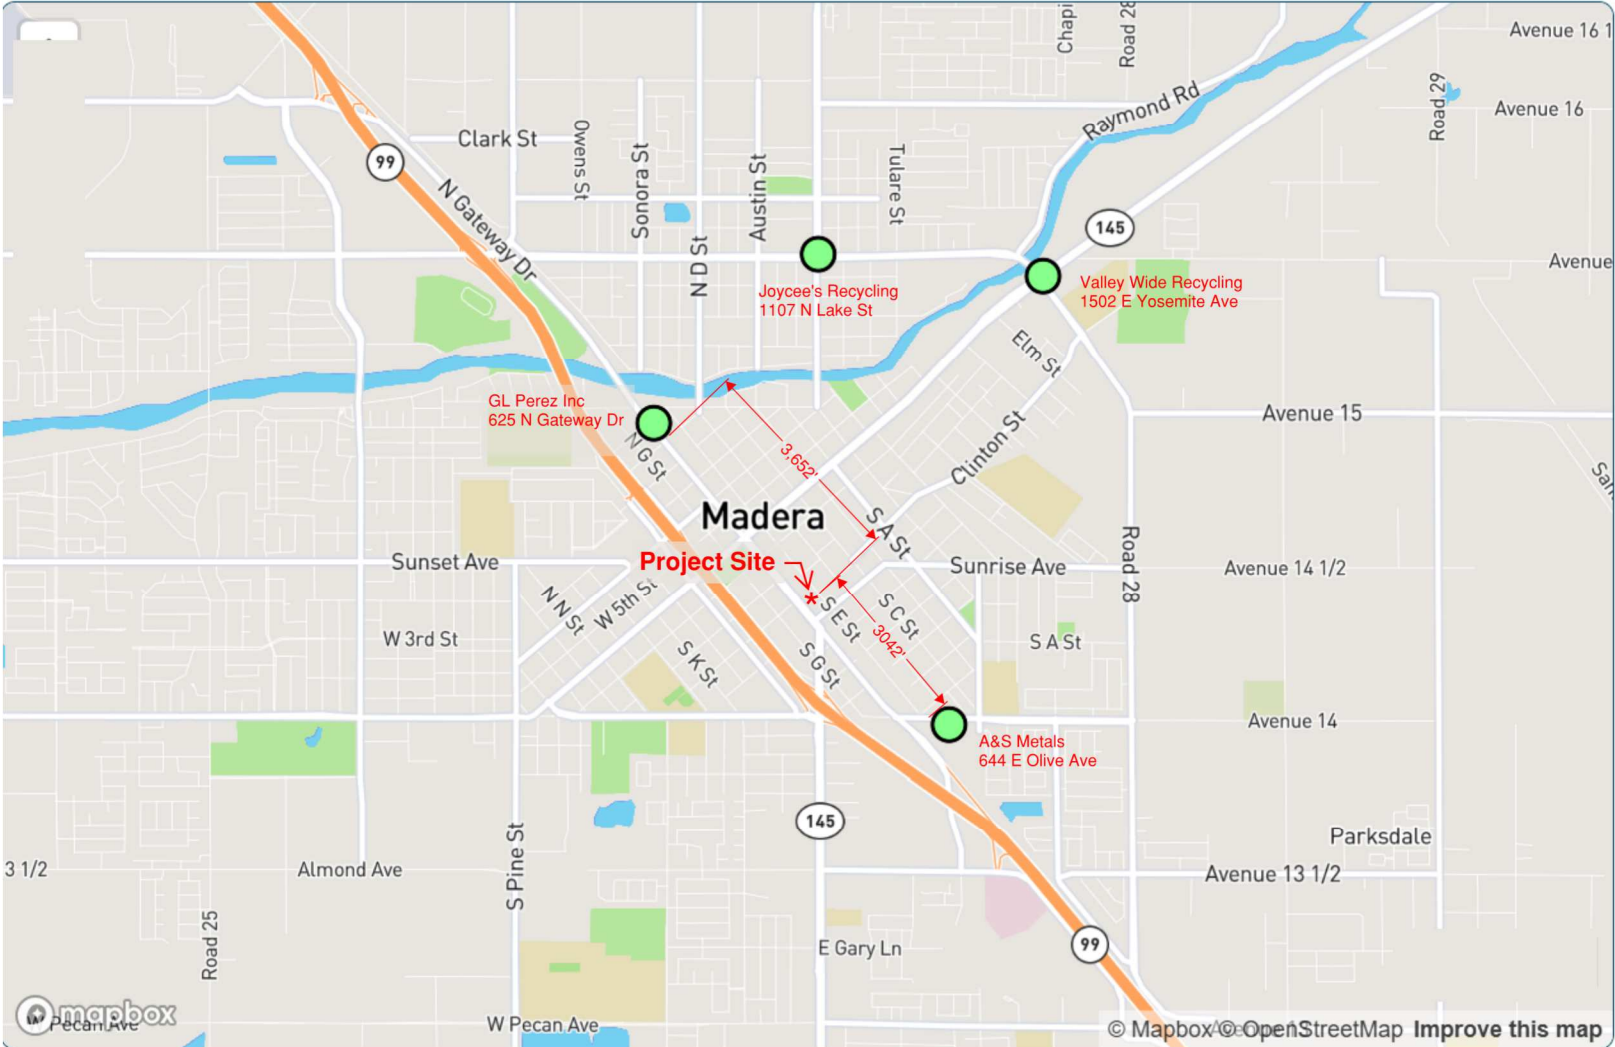 Chapi
Road 28
Avenue 16 1
Road 29
Avenue 16
Raymond Rd
Clark St
Owens St
Sonora St
Austin St
Tulare St
99
N Gateway Dr
N D St
145
Avenue
Joycee's Recycling
1107 N Lake St
Valley Wide Recycling
1502 E Yosemite Ave
Elm St
GL Perez Inc
625 N Gateway Dr
N G St
3,652'
Clinton St
Avenue 15
San
Madera
S A St
Sunset Ave
Project Site
*
Sunrise Ave
Road 28
Avenue 14 1/2
N N St
W 5th St
W 3rd St
S E St
S C St
3042'
S A St
S K St
S G St
Avenue 14
A&S Metals
644 E Olive Ave
145
Parksdale
3 1/2
Almond Ave
S Pine St
Avenue 13 1/2
Road 25
E Gary Ln
99
mapbox
W Pecan Ave
W Pecan Ave
© Mapbox © OpenStreetMap Improve this map